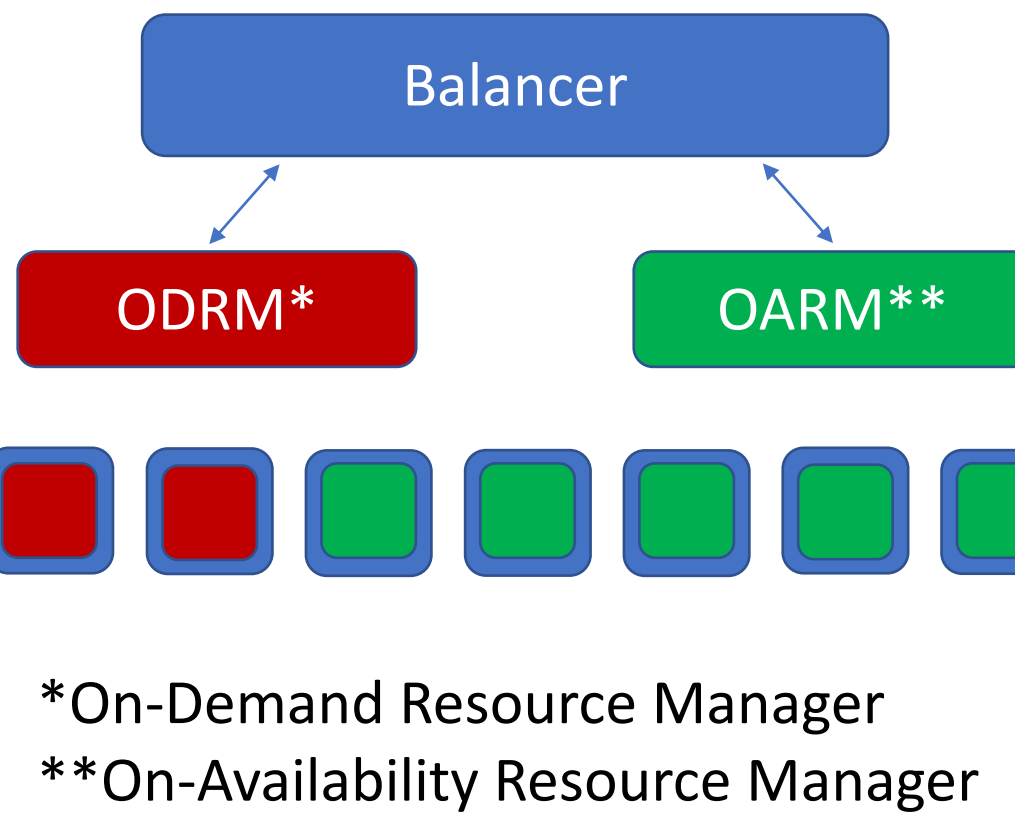 Balancer
ODRM* OARM**
*On-Demand Resource Manager
**On-Availability Resource Manager